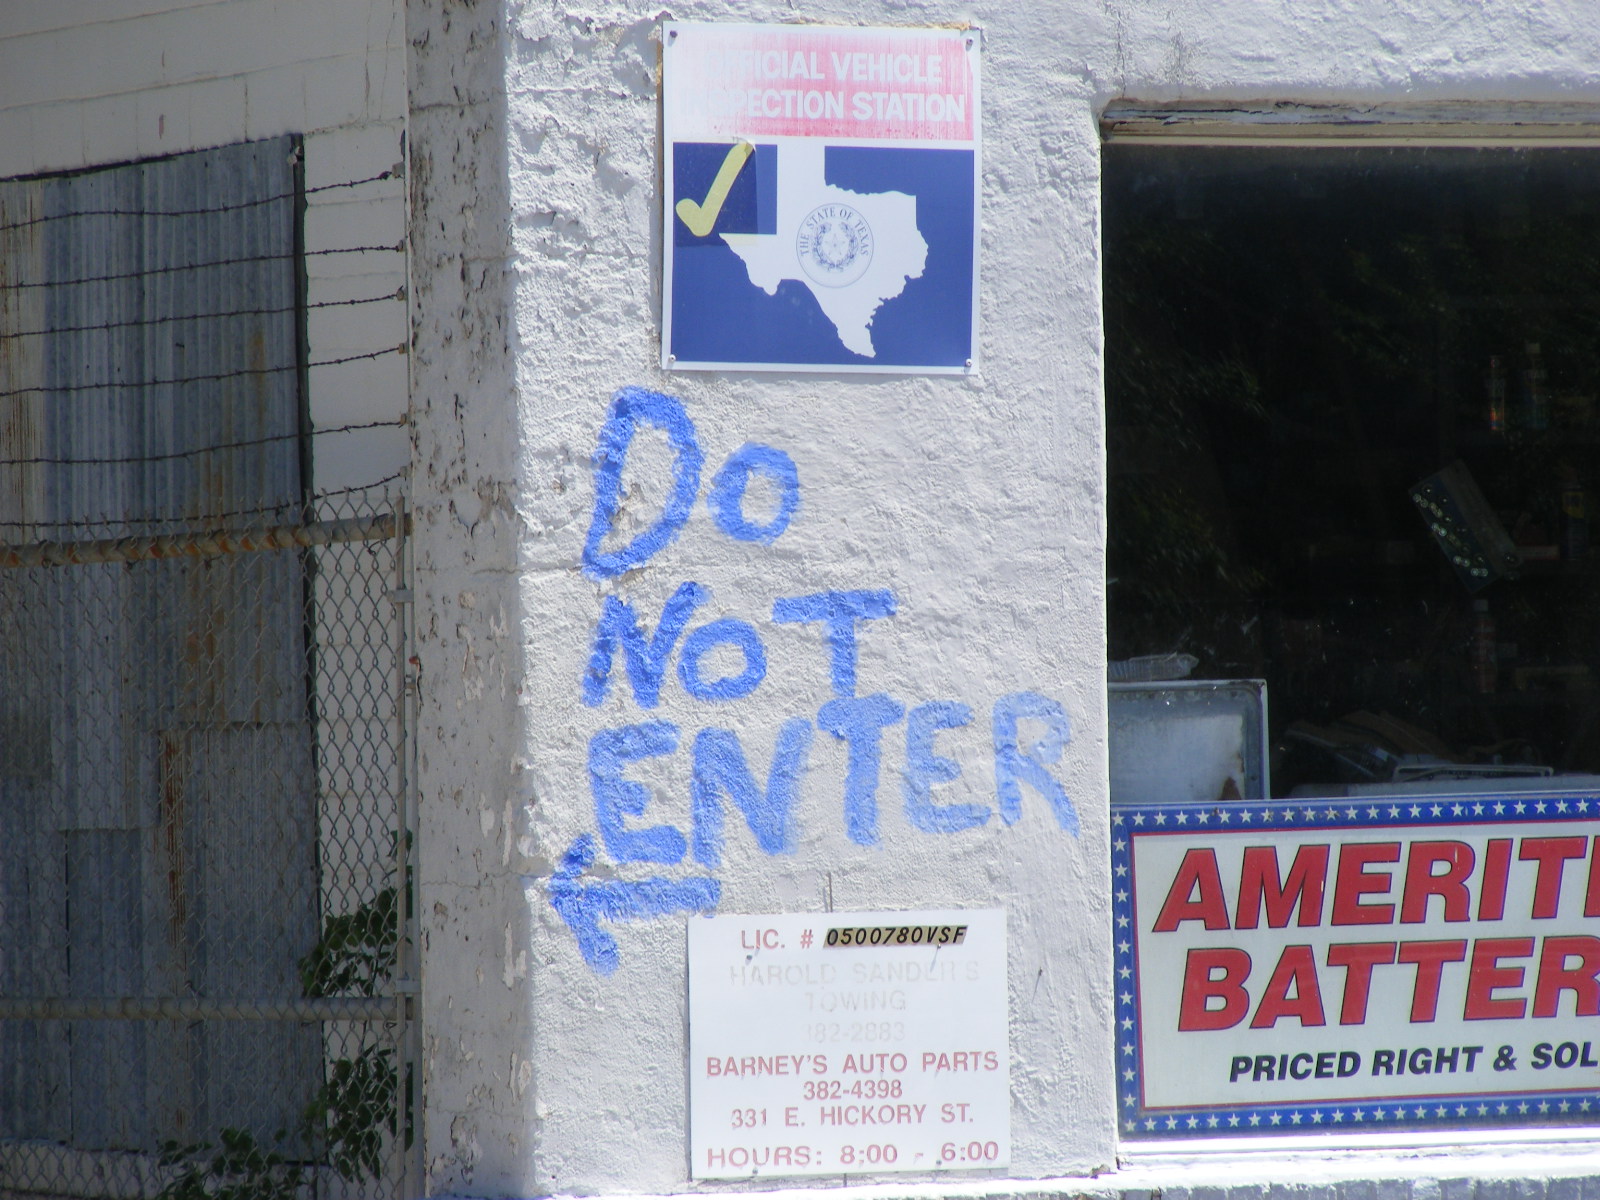 OFFICIAL VEHICLE
INSPECTION STATION
THE STATE OF TEXAS
DO
NOT
ENTER
LIC. # 0500780VSF
HAROLD SANDER'S
TOWING
382-2883
BARNEY'S AUTO PARTS
382-4398
331 E. HICKORY ST.
HOURS: 8:00 - 6:00
AMERIT
BATTER
PRICED RIGHT & SOL